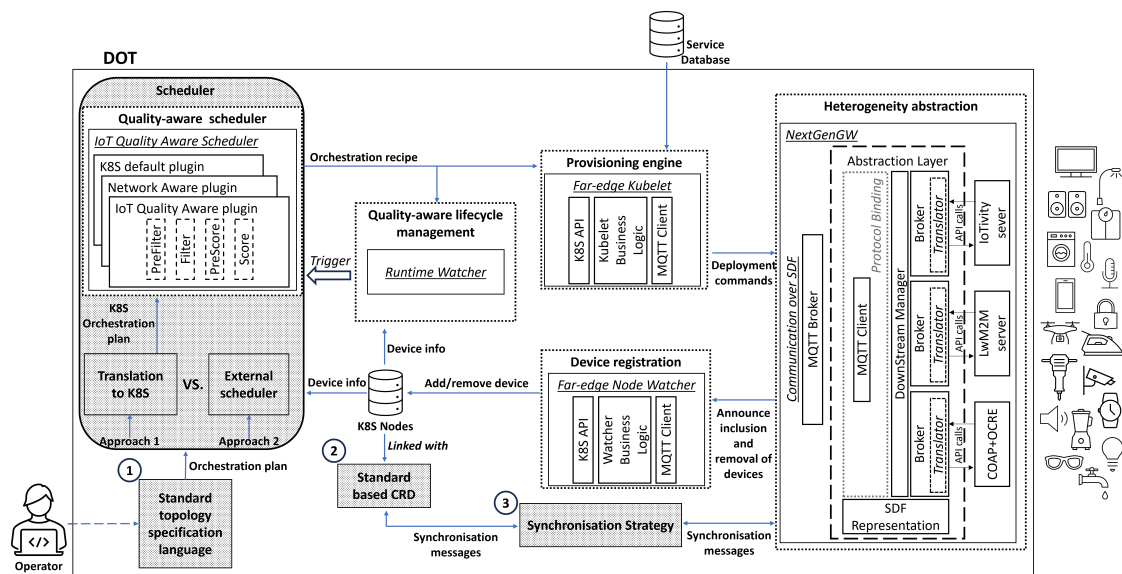 DOT
Service
Database
Scheduler
Quality-aware scheduler
IoT Quality Aware Scheduler
K8S default plugin
Network Aware plugin
IoT Quality Aware plugin
PreFilter
Filter
PreScore
Score
K8S
Orchestration
plan
Translation
to K8S
VS.
External
scheduler
Approach 1
Approach 2
Orchestration recipe
Quality-aware lifecycle
management
Runtime Watcher
Trigger
Device info
Device info
K8S Nodes
Add/remove device
Linked with
Provisioning engine
Far-edge Kubelet
K8S API
Kubelet
Business
Logic
MQTT Client
Deployment
commands
Device registration
Far-edge Node Watcher
K8S API
Watcher
Business
Logic
MQTT Client
Announce
inclusion
and
removal of
devices
Heterogeneity abstraction
NextGenGW
Abstraction Layer
Communication over SDF
MQTT Broker
MQTT Client
Protocol Binding
DownStream Manager
Broker
Translator
API calls
IoTivity
sever
Broker
Translator
API calls
LwM2M
server
Broker
Translator
API calls
COAP+OCRE
SDF
Representation
1
Orchestration plan
Standard
topology
specification
language
Operator
2
Standard
based CRD
3
Synchronisation Strategy
Synchronisation
messages
Synchronisation
messages